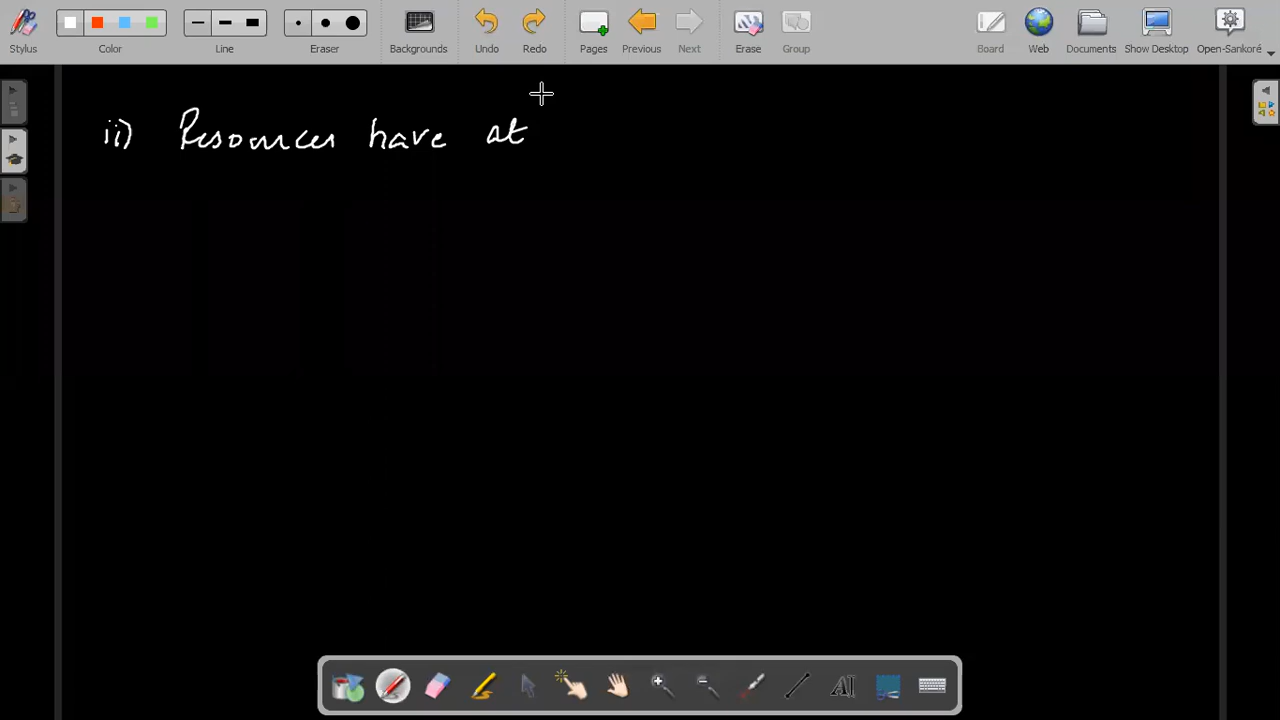 Stylus
Color
Line
Eraser
Backgrounds
Undo
Redo
Pages
Previous
Next
Erase
Group
Board
Web
Documents
Show Desktop
Open-Sankoré
ii) Resources have at
AI